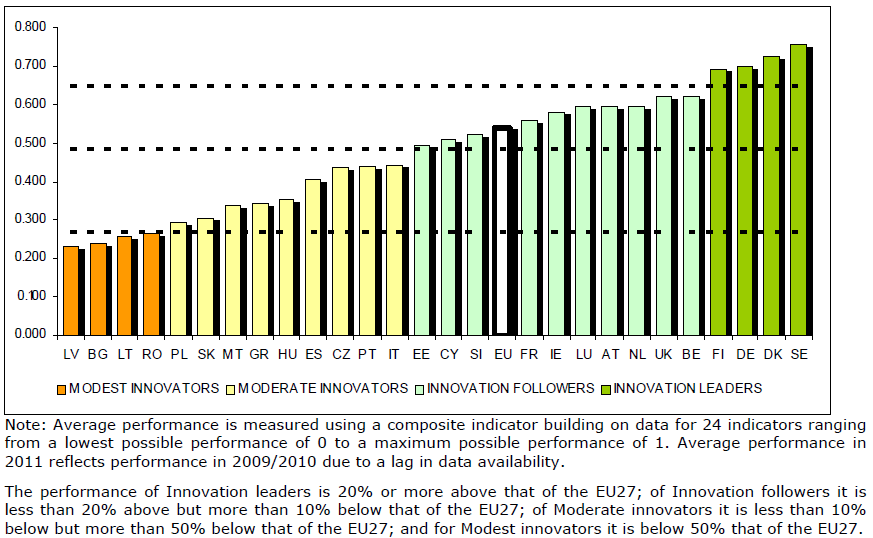 0.800
0.700
0.600
0.500
0.400
0.300
0.200
0.100
0.000
LV BG LT RO PL SK MT GR HU ES CZ PT IT EE CY SI EU FR IE LU AT NL UK BE FI DE DK SE
MODEST INNOVATORS MODERATE INNOVATORS INNOVATION FOLLOWERS INNOVATION LEADERS
Note: Average performance is measured using a composite indicator building on data for 24 indicators ranging
from a lowest possible performance of 0 to a maximum possible performance of 1. Average performance in
2011 reflects performance in 2009/2010 due to a lag in data availability.
The performance of Innovation leaders is 20% or more above that of the EU27; of Innovation followers it is
less than 20% above but more than 10% below that of the EU27; of Moderate innovators it is less than 10%
below but more than 50% below that of the EU27; and for Modest innovators it is below 50% that of the EU27.